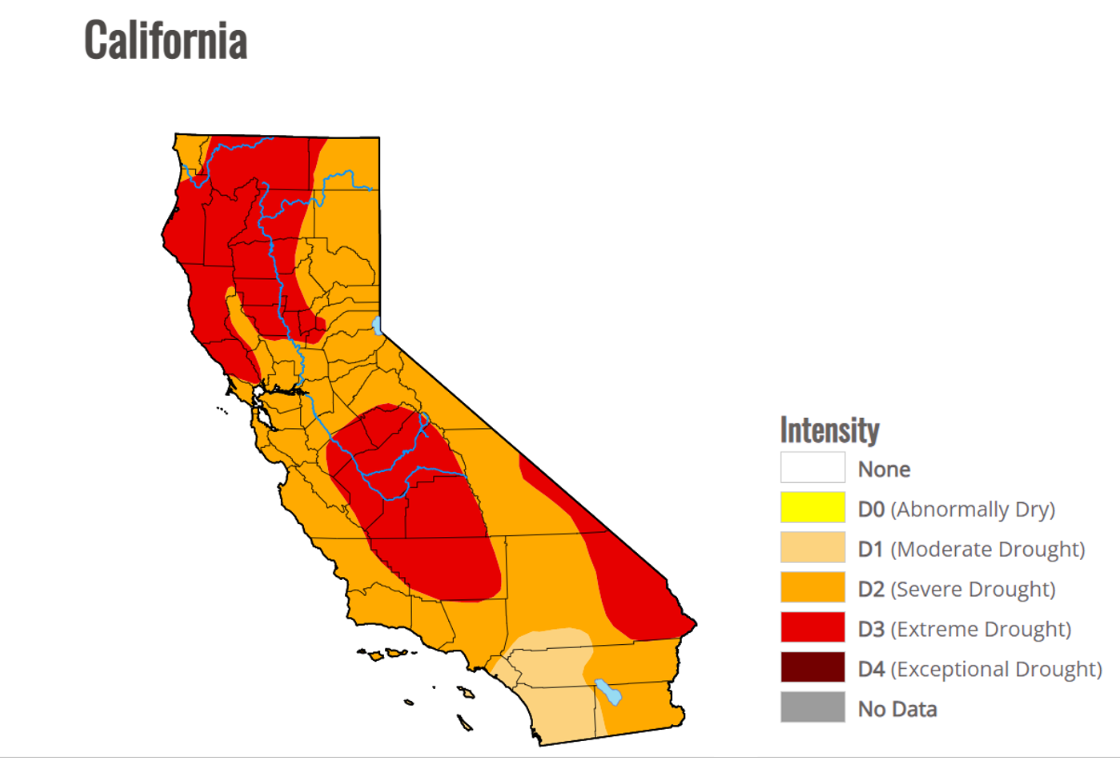 California
Intensity
None
D0 (Abnormally Dry)
D1 (Moderate Drought)
D2 (Severe Drought)
D3 (Extreme Drought)
D4 (Exceptional Drought)
No Data